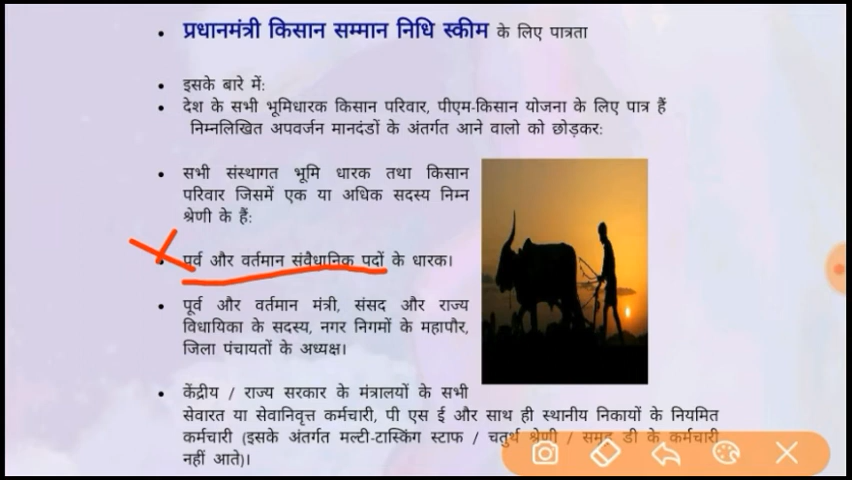 प्रधानमंत्री किसान सम्मान निधि स्कीम के लिए पात्रता
इसके बारे में:
देश के सभी भूमिधारक किसान परिवार, पीएम-किसान योजना के लिए पात्र हैं
निम्नलिखित अपवर्जन मानदंडों के अंतर्गत आने वालो को छोड़कर:
सभी संस्थागत भूमि धारक तथा किसान
परिवार जिसमें एक या अधिक सदस्य निम्न
श्रेणी के हैं:
पूर्व और वर्तमान संवैधानिक पदों के धारक।
पूर्व और वर्तमान मंत्री, संसद और राज्य
विधायिका के सदस्य, नगर निगमों के महापौर,
जिला पंचायतों के अध्यक्ष।
केंद्रीय / राज्य सरकार के मंत्रालयों के सभी
सेवारत या सेवानिवृत्त कर्मचारी, पी एस ई और साथ ही स्थानीय निकायों के नियमित
कर्मचारी (इसके अंतर्गत मल्टी-टास्किंग स्टाफ / चतुर्थ श्रेणी / समूह डी के कर्मचारी
नहीं आते)।